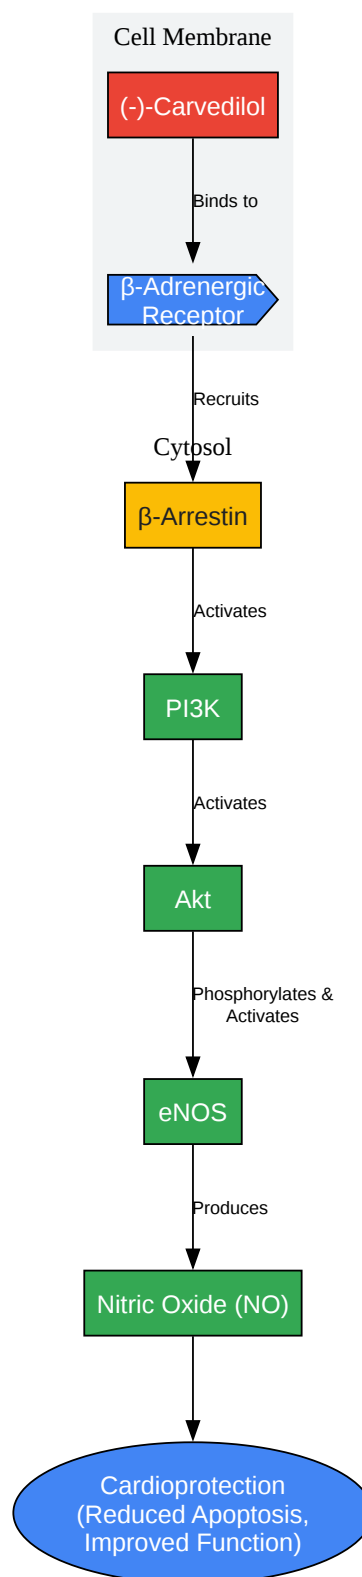 Cell Membrane
(-)-Carvedilol
Binds to
β-Adrenergic
Receptor
Recruits
Cytosol
β-Arrestin
Activates
PI3K
Activates
Akt
Phosphorylates &
Activates
eNOS
Produces
Nitric Oxide (NO)
Cardioprotection
(Reduced Apoptosis,
Improved Function)